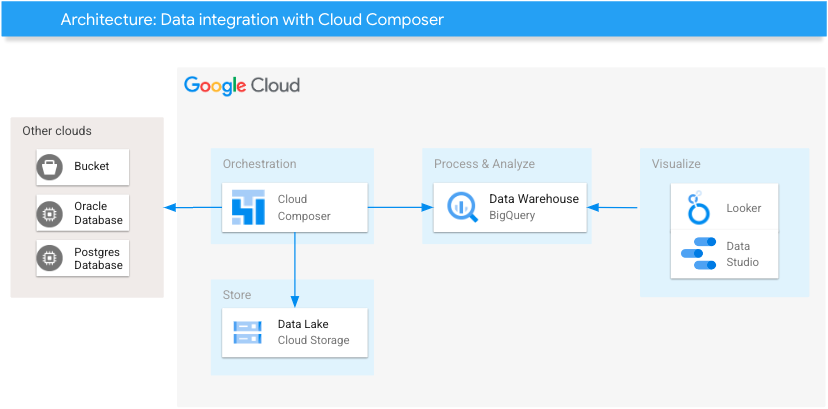 Architecture: Data integration with Cloud Composer
Google Cloud
Other clouds
Bucket
Oracle
Database
Postgres
Database
Orchestration
Cloud
Composer
Store
Data Lake
Cloud Storage
Process & Analyze
Data Warehouse
BigQuery
Visualize
Looker
Data
Studio